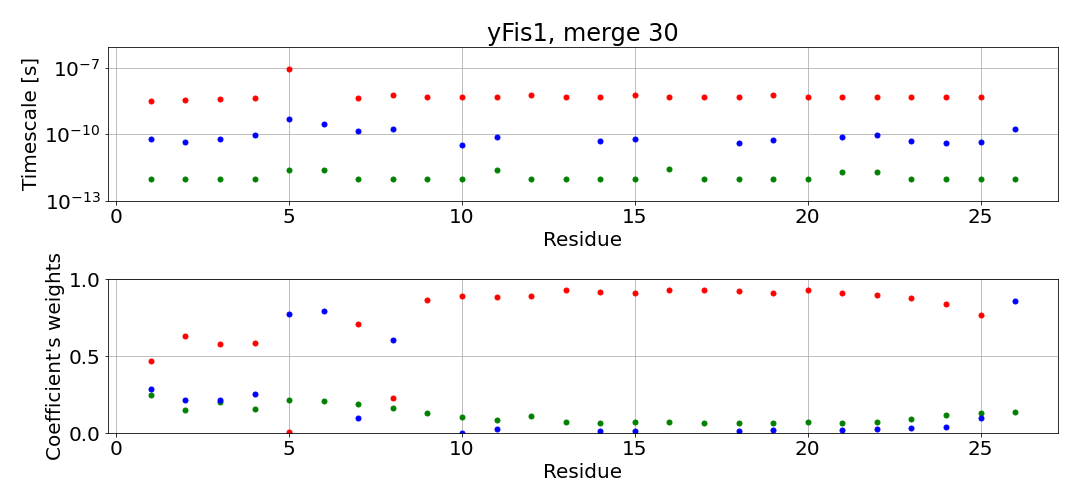 yFis1, merge 30
Timescale [s]
10⁻⁷
10⁻¹⁰
10⁻¹³
0 5 10 15 20 25
Residue
Coefficient's weights
1.0
0.5
0.0
0 5 10 15 20 25
Residue